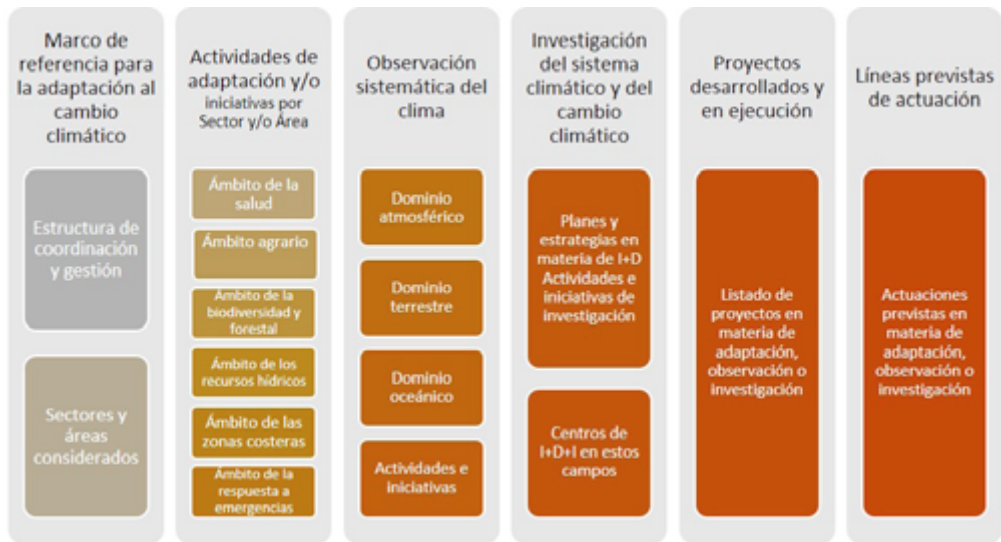 Marco de
referencia para
la adaptación al
cambio
climático
Estructura de
coordinación
y gestión
Sectores y
áreas
considerados
Actividades de
adaptación y/o
iniciativas por
Sector y/o Área
Ámbito de la
salud
Ámbito agrario
Ámbito de la
biodiversidad y
forestal
Ámbito de los
recursos hídricos
Ámbito de las
zonas costeras
Ámbito de la
respuesta a
emergencias
Observación
sistemática del
clima
Dominio
atmosférico
Dominio
terrestre
Dominio
oceánico
Actividades e
iniciativas
Investigación
del sistema
climático y del
cambio
climático
Planes y
estrategias en
materia de I+D
Actividades e
iniciativas de
investigación
Centros de
I+D+I en estos
campos
Proyectos
desarrollados y
en ejecución
Listado de
proyectos en
materia de
adaptación,
observación o
investigación
Líneas previstas
de actuación
Actuaciones
previstas en
materia de
adaptación,
observación o
investigación